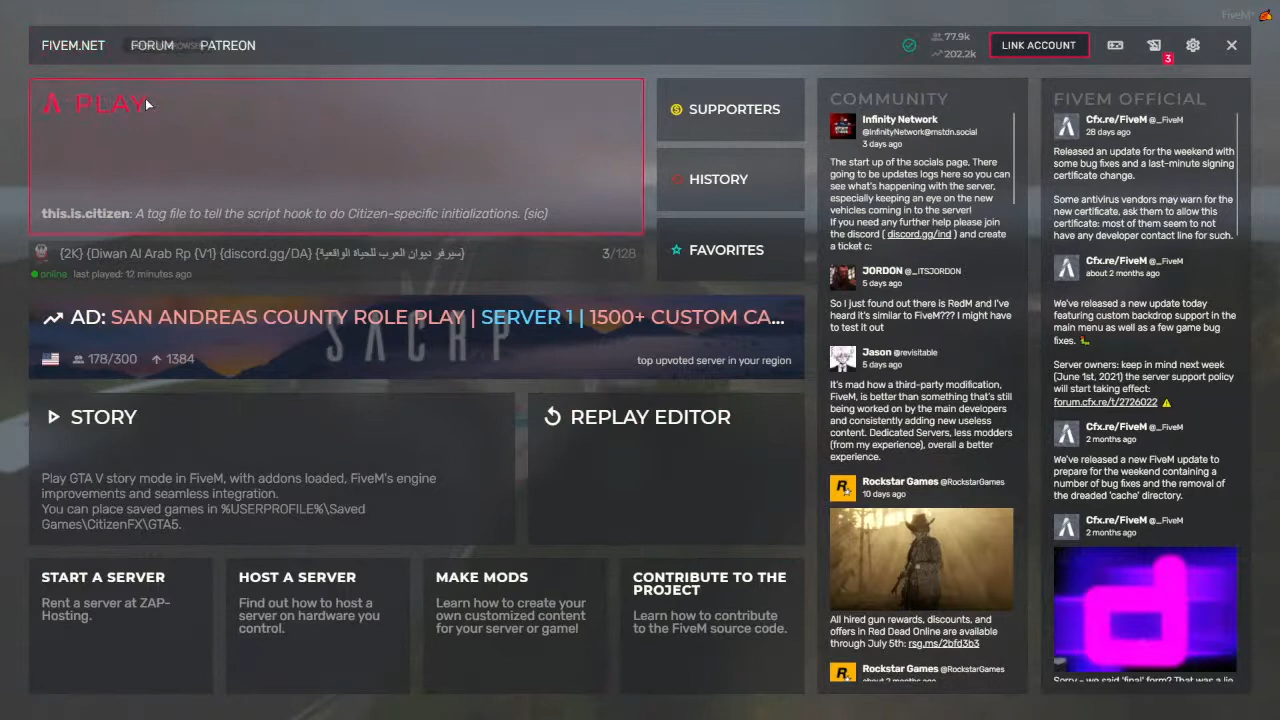 FiveM*
FIVEM.NET FORUM PATREON
77.9k
202.2k
LINK ACCOUNT
3
PLAY
this.is.citizen: A tag file to tell the script hook to do Citizen-specific initializations. (sic)
{2K} {Diwan Al Arab Rp {V1} {discord.gg/DA} {سيرفر ديوان العرب للحياة الواقعية} 3/128
online last played: 12 minutes ago
SUPPORTERS
HISTORY
FAVORITES
AD: SAN ANDREAS COUNTY ROLE PLAY | SERVER 1 | 1500+ CUSTOM CA...
SACRP
178/300 1384 top upvoted server in your region
STORY
Play GTA V story mode in FiveM, with addons loaded, FiveM's engine
improvements and seamless integration.
You can place saved games in %USERPROFILE%\Saved
Games\CitizenFX\GTA5.
REPLAY EDITOR
START A SERVER
Rent a server at ZAP-
Hosting.
HOST A SERVER
Find out how to host a
server on hardware you
control.
MAKE MODS
Learn how to create your
own customized content
for your server or game!
CONTRIBUTE TO THE
PROJECT
Learn how to contribute
to the FiveM source code.
COMMUNITY
Infinity Network
@InfinityNetwork@mstdn.social
3 days ago
The start up of the socials page, There
going to be updates logs here so you can
see what's happening with the server,
especially keeping an eye on the new
vehicles coming in to the server!
If you need any further help please join
the discord ( discord.gg/ind ) and create
a ticket c:
JORDON @_ITSJORDON
5 days ago
So I just found out there is RedM and I've
heard it's similar to FiveM??? I might have
to test it out
Jason @revisitable
5 days ago
It's mad how a third-party modification,
FiveM, is better than something that's still
being worked on by the main developers
and consistently adding new useless
content. Dedicated Servers, less modders
(from my experience), overall a better
experience.
Rockstar Games @RockstarGames
10 days ago
All hired gun rewards, discounts, and
offers in Red Dead Online are available
through July 5th: rsg.ms/2bfd3b3
Rockstar Games @RockstarGames
about 2 months ago
FIVEM OFFICIAL
Cfx.re/FiveM @_FiveM
28 days ago
Released an update for the weekend with
some bug fixes and a last-minute signing
certificate change.
Some antivirus vendors may warn for the
new certificate, ask them to allow this
certificate: most of them seem to not
have any developer contact line for such.
Cfx.re/FiveM @_FiveM
about 2 months ago
We've released a new update today
featuring custom backdrop support in the
main menu as well as a few game bug
fixes.
Server owners: keep in mind next week
(June 1st, 2021) the server support policy
will start taking effect:
forum.cfx.re/t/2726022
Cfx.re/FiveM @_FiveM
2 months ago
We've released a new FiveM update to
prepare for the weekend containing a
number of bug fixes and the removal of
the dreaded 'cache' directory.
Cfx.re/FiveM @_FiveM
2 months ago
Sorry - we said 'final' form? That was a lie